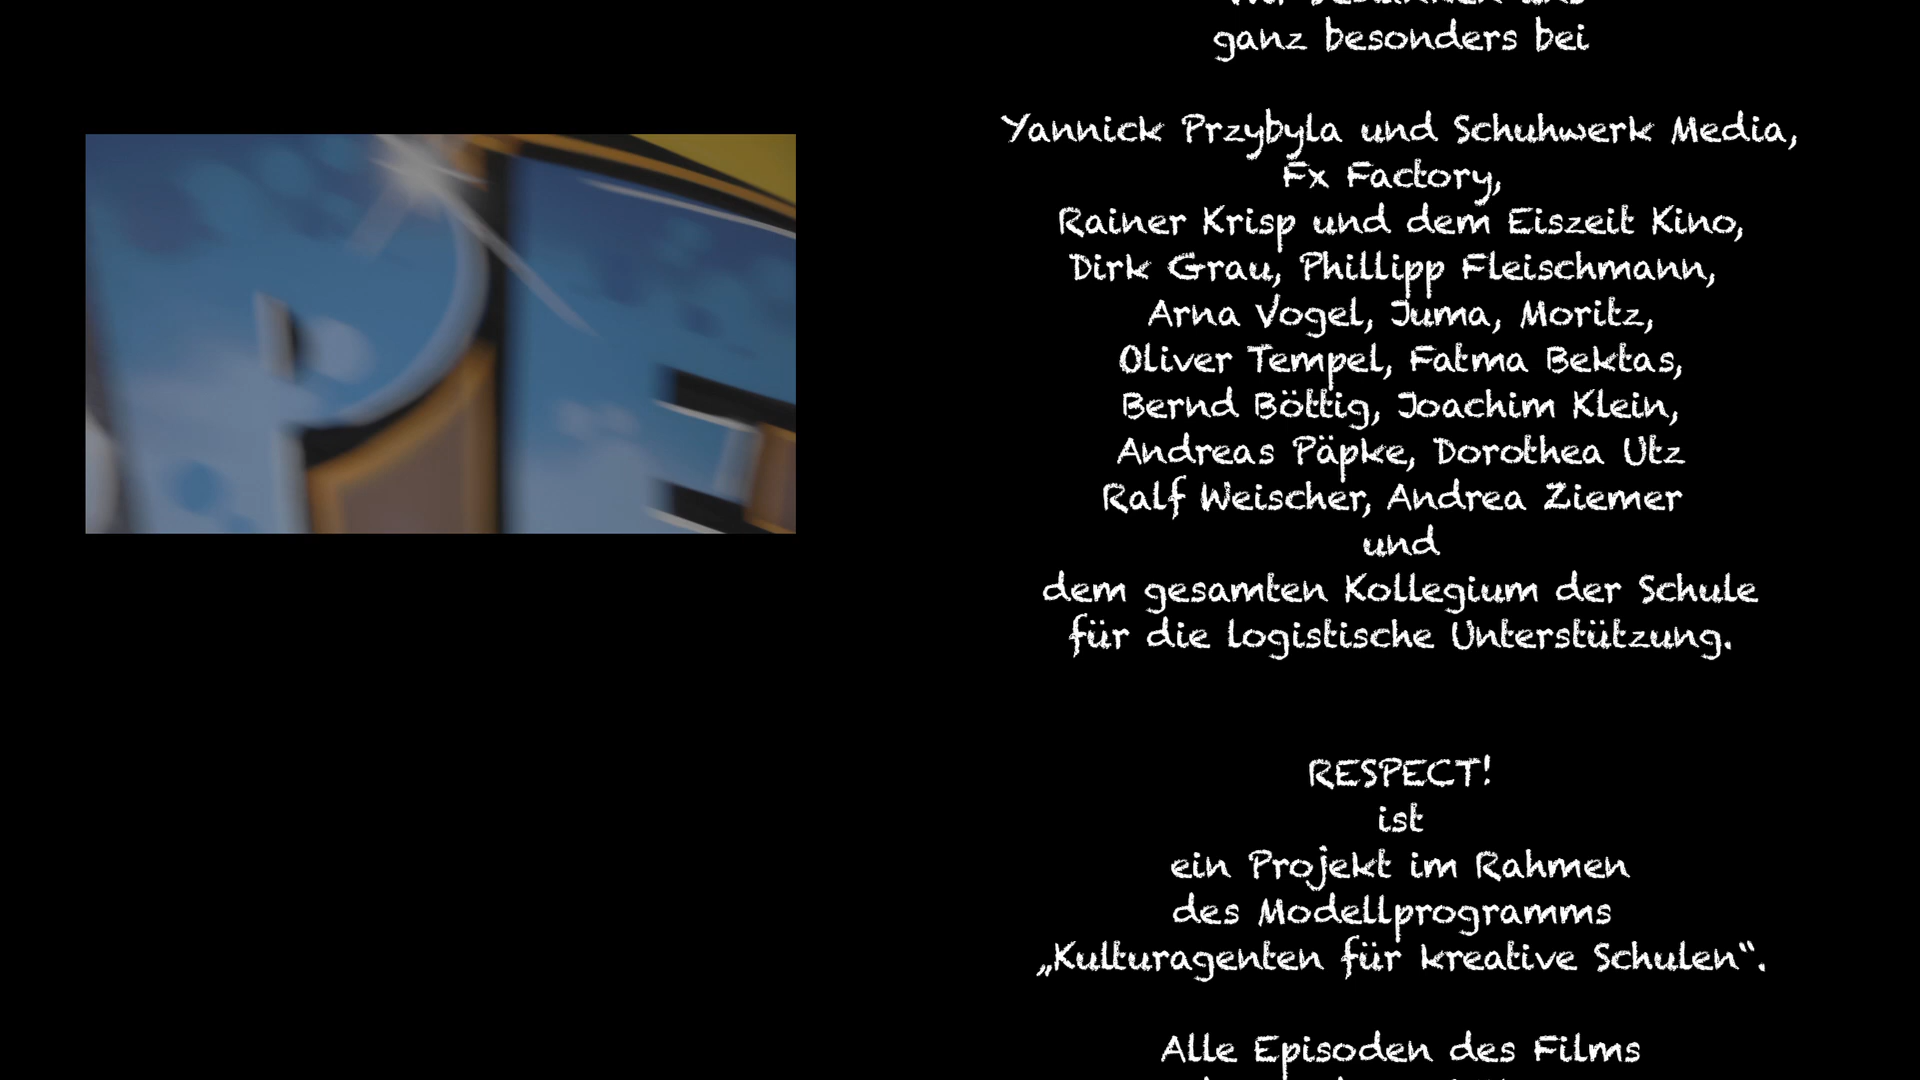 ganz besonders bei
Yannick Przybyla und Schuhwerk Media,
Fx Factory,
Rainer Krisp und dem Eiszeit Kino,
Dirk Grau, Phillipp Fleischmann,
Arna Vogel, Juma, Moritz,
Oliver Tempel, Fatma Bektas,
Bernd Böttig, Joachim Klein,
Andreas Päpke, Dorothea Utz
Ralf Weischer, Andrea Ziemer
und
dem gesamten Kollegium der Schule
für die logistische Unterstützung.
RESPECT!
ist
ein Projekt im Rahmen
des Modellprogramms
„Kulturagenten für kreative Schulen“.
Alle Episoden des Films